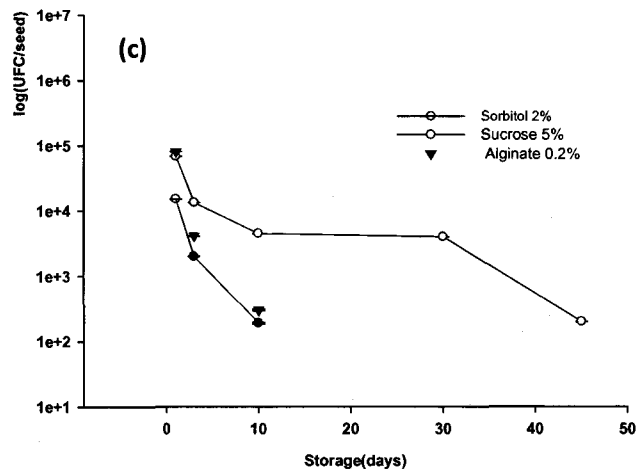 1e+7
(c)
1e+6
log(UFC/seed)
Sorbitol 2%
Sucrose 5%
Alginate 0.2%
1e+5
1e+4
1e+3
1e+2
1e+1
0 10 20 30 40 50
Storage(days)